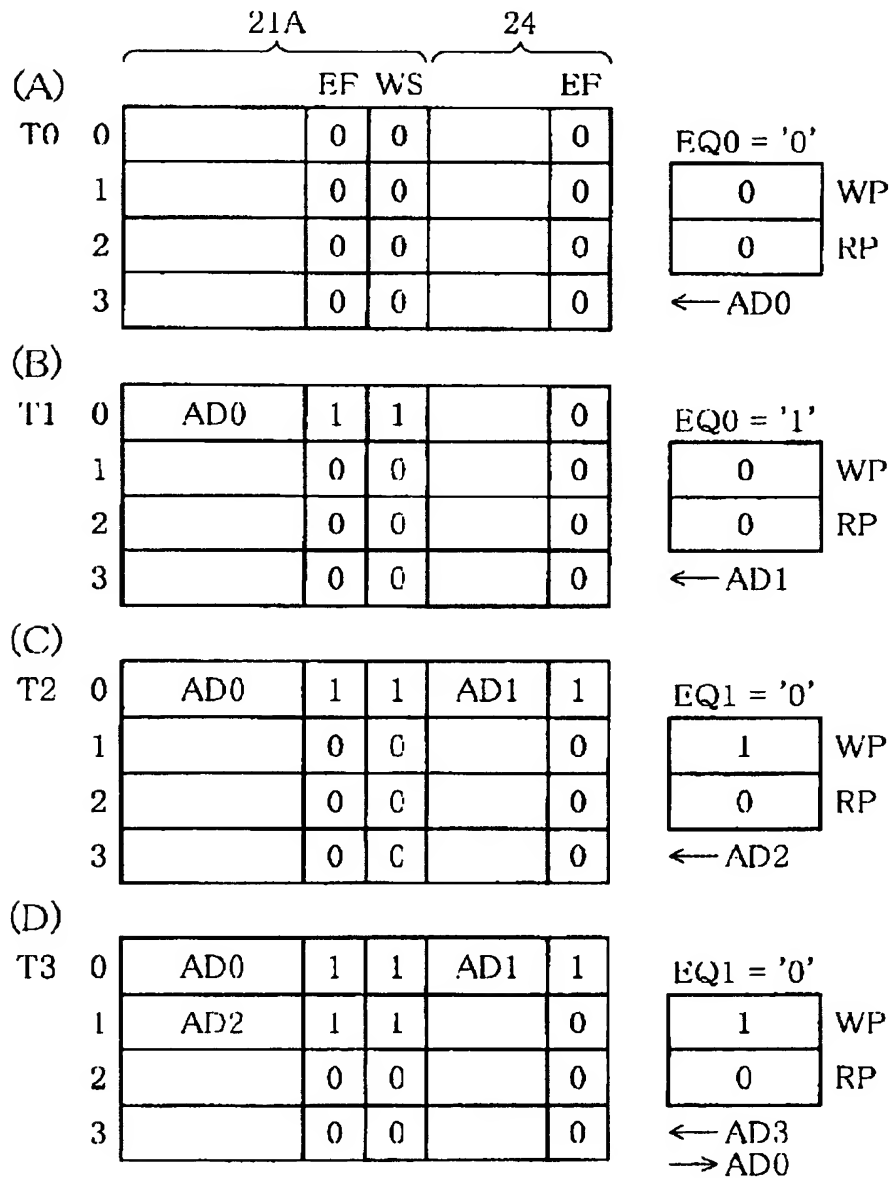 21A 24
(A) EF WS EF
T0 0 0 0 0 EQ0 = '0'
1 0 0 0 0 WP
2 0 0 0 0 RP
3 0 0 0 ← AD0
(B)
T1 0 AD0 1 1 0 EQ0 = '1'
1 0 0 0 0 WP
2 0 0 0 0 RP
3 0 0 0 ← AD1
(C)
T2 0 AD0 1 1 AD1 1 EQ1 = '0'
1 0 0 0 1 WP
2 0 0 0 0 RP
3 0 0 0 ← AD2
(D)
T3 0 AD0 1 1 AD1 1 EQ1 = '0'
1 AD2 1 1 0 1 WP
2 0 0 0 0 RP
3 0 0 0 ← AD3
→ AD0